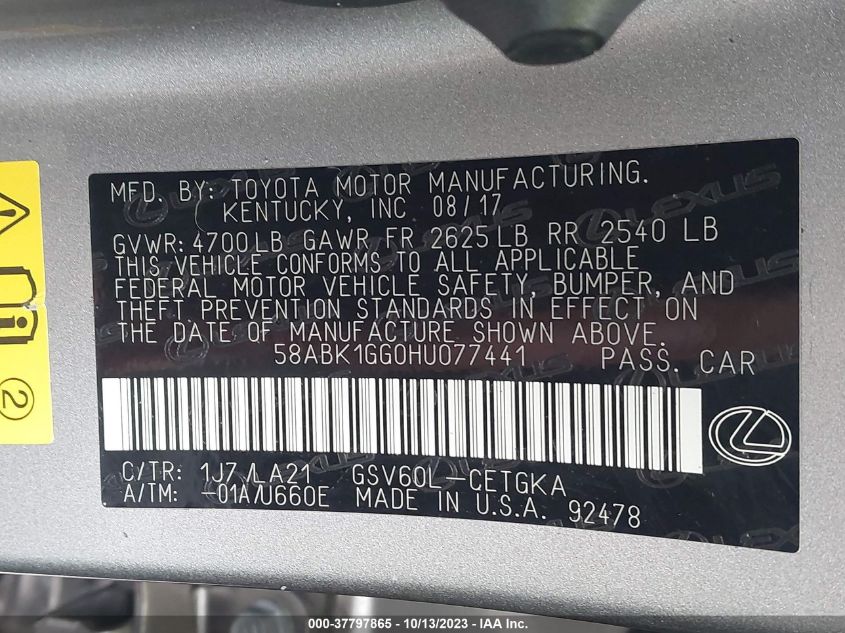 MFD. BY: TOYOTA MOTOR MANUFACTURING.
KENTUCKY, INC 08/17
GVWR: 4700LB GAWR FR 2625 LB RR 2540 LB
THIS VEHICLE CONFORMS TO ALL APPLICABLE
FEDERAL MOTOR VEHICLE SAFETY, BUMPER, AND
THEFT PREVENTION STANDARDS IN EFFECT ON
THE DATE OF MANUFACTURE SHOWN ABOVE.
58ABK1GG0HU077441 PASS. CAR
C/TR: 1J7 /LA21 GSV60L-CETGKA
A/TM: -01A/U660E MADE IN U.S.A. 92478
2
LEXUS
000-37797865 - 10/13/2023 - IAA Inc.